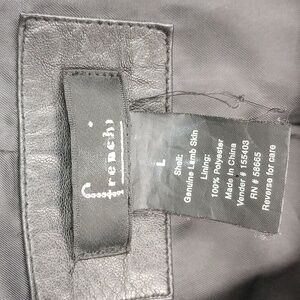 frenchi
L
Shell:
Genuine Lamb Skin
Lining:
100% Polyester
Made In China
Vendor # 155403
RN # 58665
Reverse for care